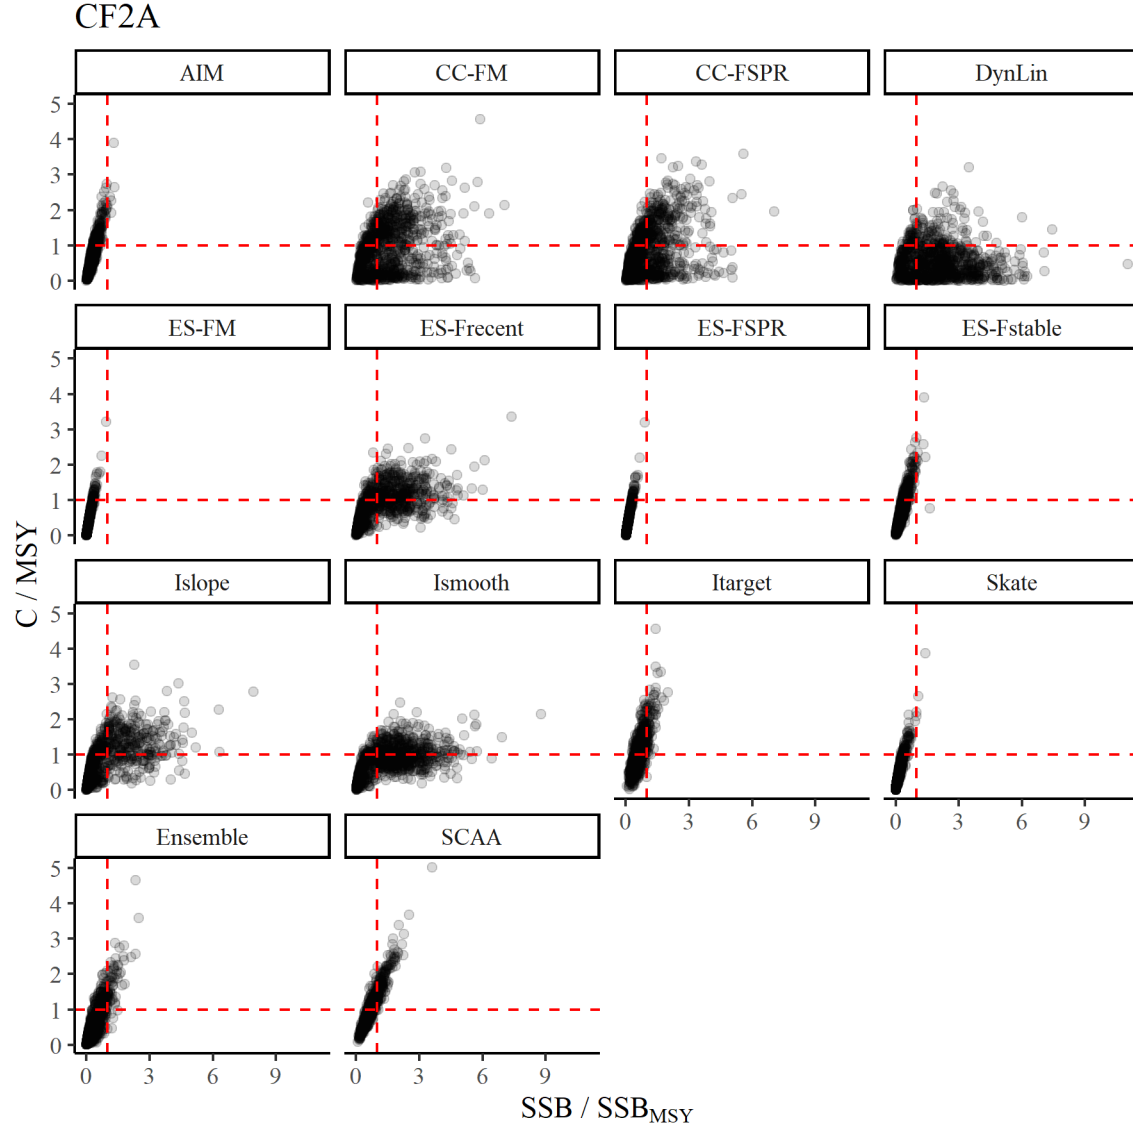 CF2A
AIM CC-FM CC-FSPR DynLin
5
4
3
2
1
0
ES-FM ES-Frecent ES-FSPR ES-Fstable
5
4
3
2
1
0
C / MSY
Islope Ismooth Itarget Skate
5
4
3
2
1
0
0 3 6 9 0 3 6 9
Ensemble SCAA
5
4
3
2
1
0
0 3 6 9 0 3 6 9
SSB / SSBMSY